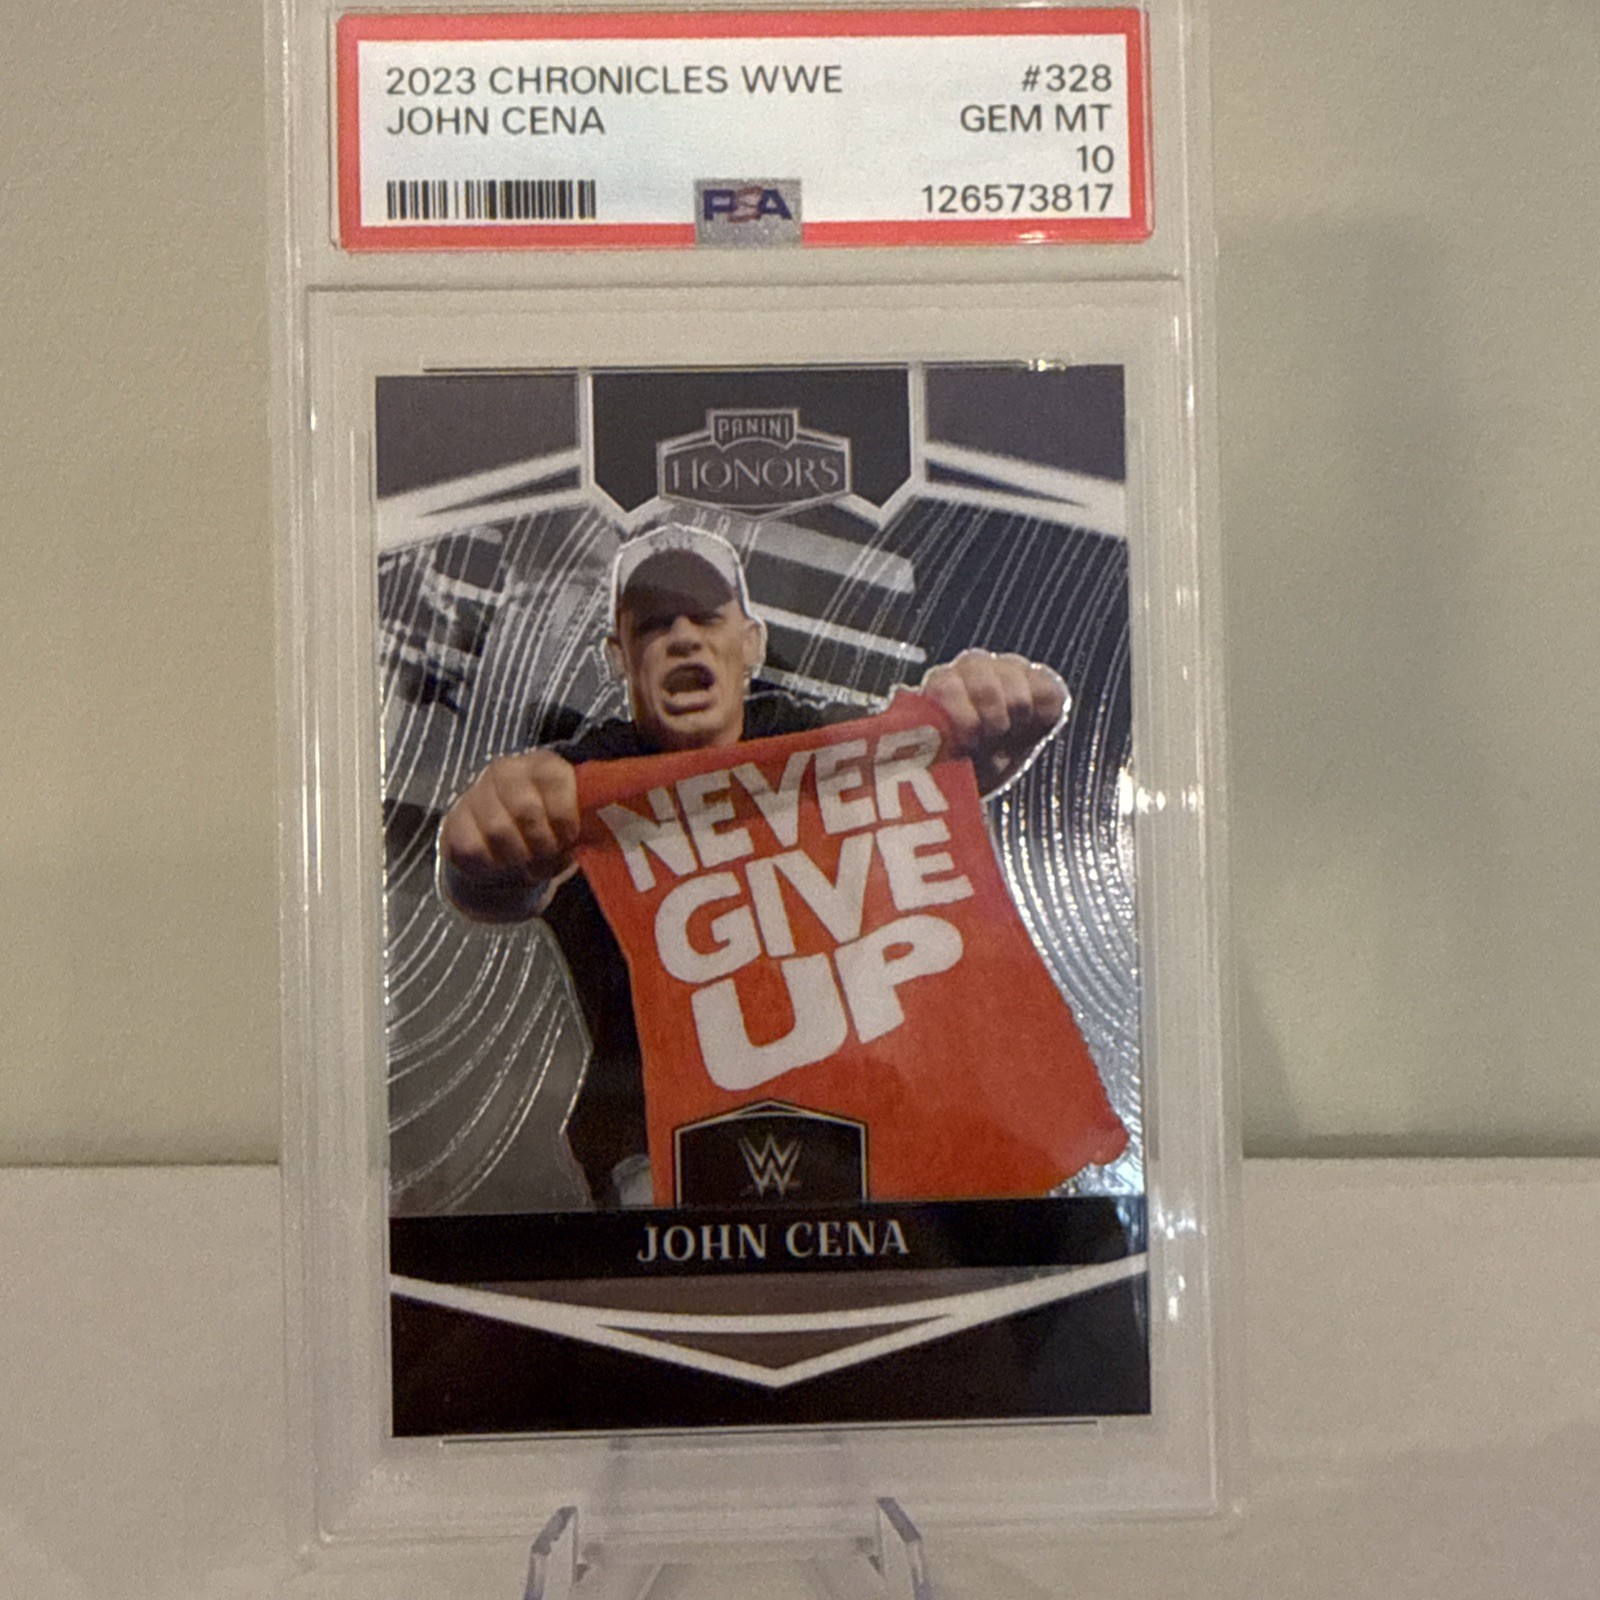 2023 CHRONICLES WWE #328
JOHN CENA GEM MT
10
PSA 126573817
PANINI
HONORS
NEVER
GIVE
UP
W
JOHN CENA